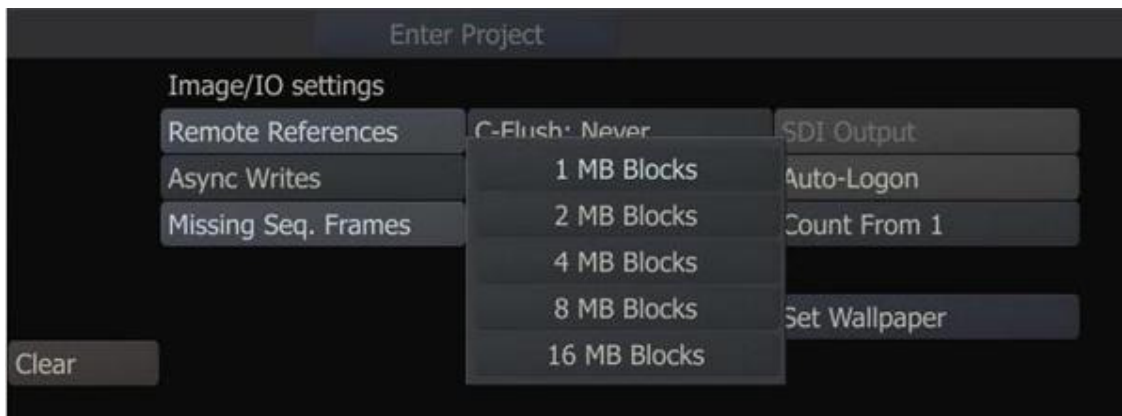 Enter Project
Image/IO settings
Remote References
C-Flush: Never
SDI Output
Async Writes
1 MB Blocks
Auto-Logon
Missing Seq. Frames
2 MB Blocks
Count From 1
4 MB Blocks
8 MB Blocks
Set Wallpaper
16 MB Blocks
Clear